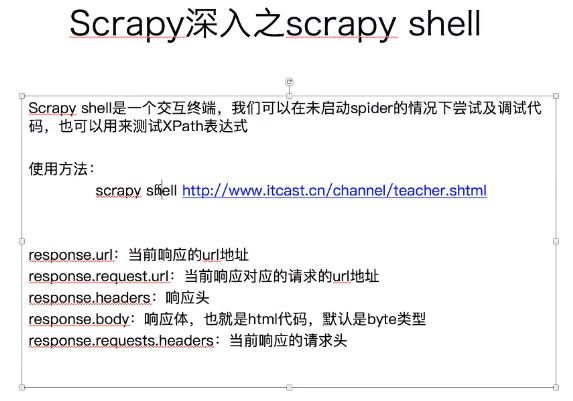 Scrapy深入之scrapy shell
Scrapy shell是一个交互终端，我们可以在未启动spider的情况下尝试及调试代
码，也可以用来测试XPath表达式
使用方法：
scrapy shell http://www.itcast.cn/channel/teacher.shtml
response.url：当前响应的url地址
response.request.url：当前响应对应的请求的url地址
response.headers：响应头
response.body：响应体，也就是html代码，默认是byte类型
response.requests.headers：当前响应的请求头